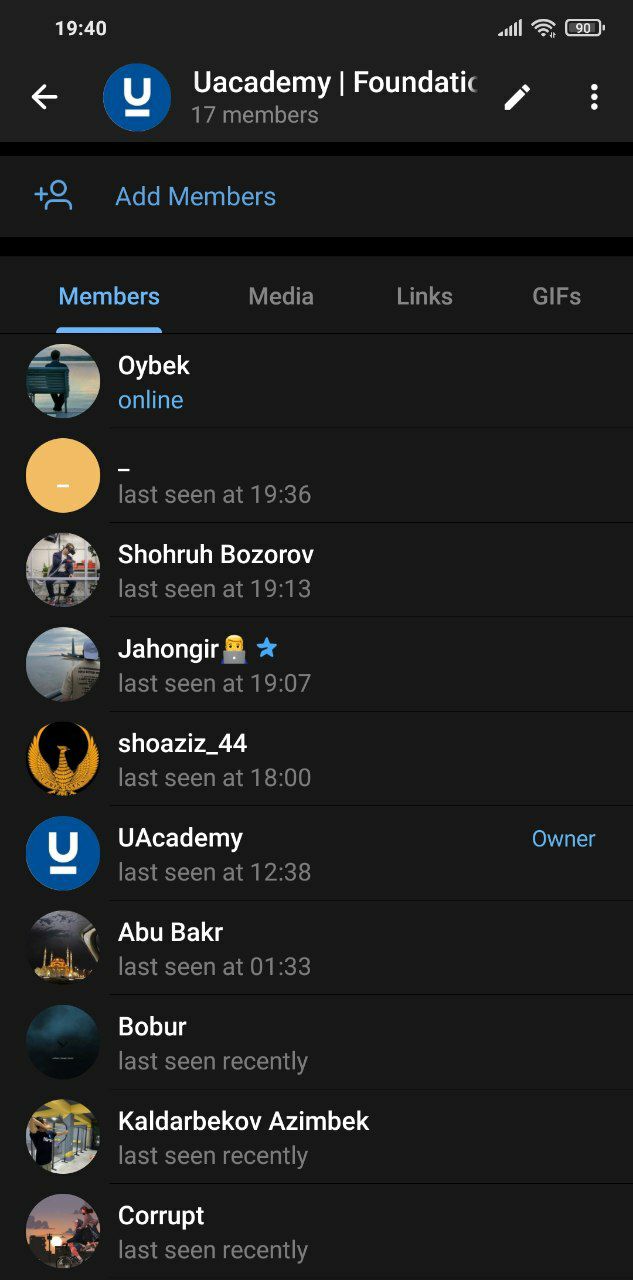 19:40
90
Uacademy | Foundatic
17 members
Add Members
Members Media Links GIFs
Oybek
online
_
_
last seen at 19:36
Shohruh Bozorov
last seen at 19:13
Jahongir👨‍💻
last seen at 19:07
shoaziz_44
last seen at 18:00
UAcademy Owner
last seen at 12:38
Abu Bakr
last seen at 01:33
Bobur
last seen recently
Kaldarbekov Azimbek
last seen recently
Corrupt
last seen recently